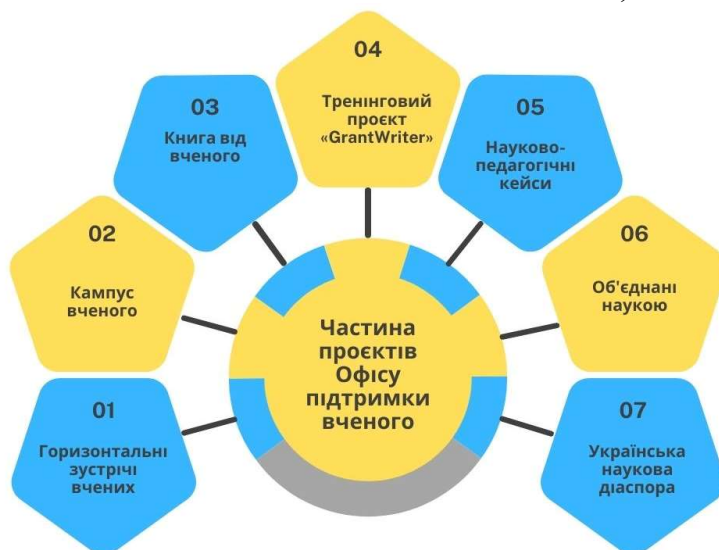 04
Тренінговий
проєкт
«GrantWriter»
03
Книга від
вченого
05
Науково-
педагогічні
кейси
02
Кампус
вченого
06
Об'єднані
наукою
Частина
проєктів
Офісу
підтримки
вченого
01
Горизонтальні
зустрічі
вчених
07
Українська
наукова
діаспора